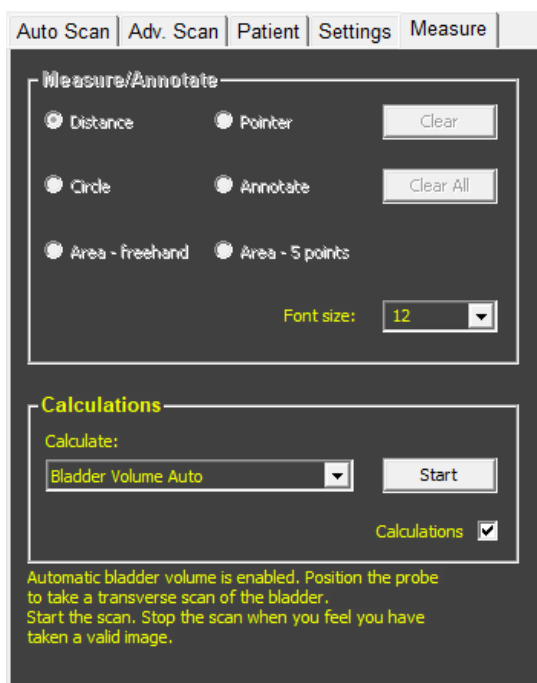 Auto Scan Adv. Scan Patient Settings Measure
Measure/Annotate
Distance Pointer Clear
Circle Annotate Clear All
Area - freehand Area - 5 points
Font size: 12
Calculations
Calculate:
Bladder Volume Auto Start
Calculations
Automatic bladder volume is enabled. Position the probe
to take a transverse scan of the bladder.
Start the scan. Stop the scan when you feel you have
taken a valid image.